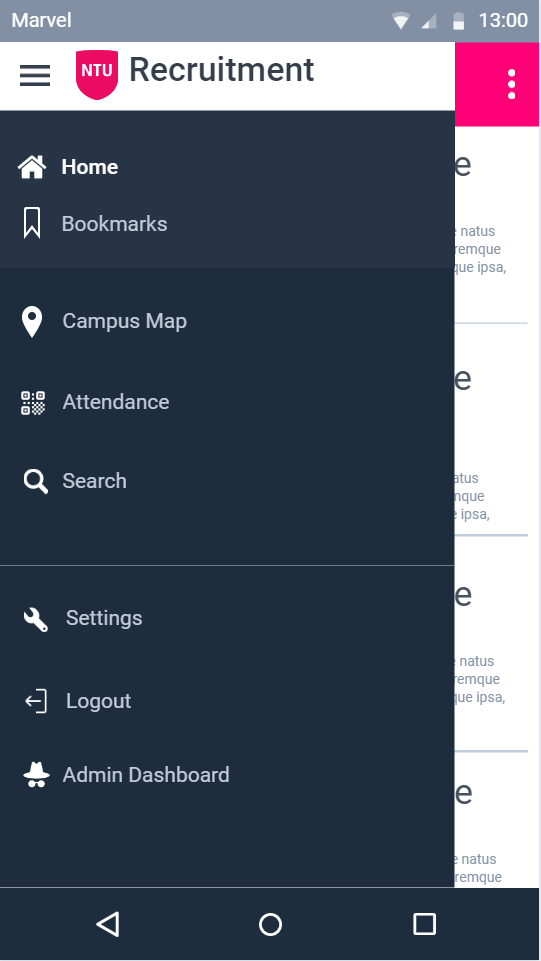 Marvel 13:00
NTU Recruitment
Home
Bookmarks
Campus Map
Attendance
Search
Settings
Logout
Admin Dashboard
e
natus
remque
que ipsa,
e
atus
mque
ipsa,
e
natus
remque
que ipsa,
e
natus
remque